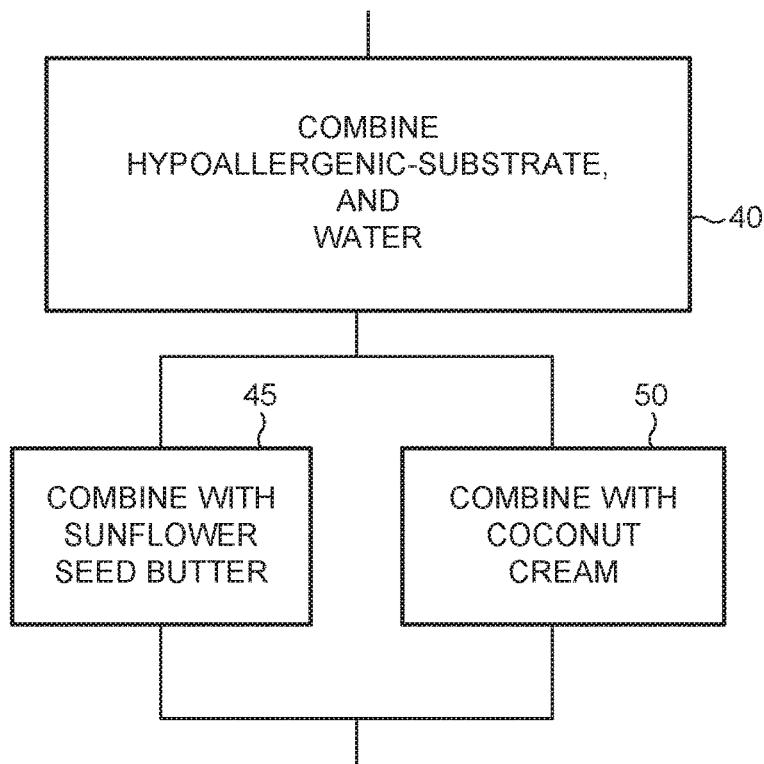 COMBINE
HYPOALLERGENIC-SUBSTRATE,
AND
WATER
40
45
50
COMBINE WITH
SUNFLOWER
SEED BUTTER
COMBINE WITH
COCONUT
CREAM